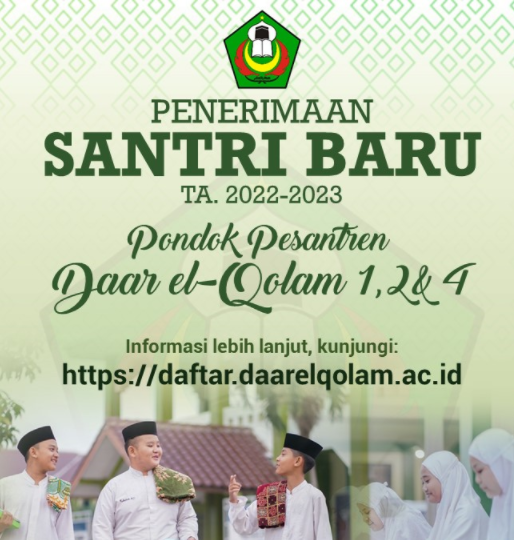 PENERIMAAN
SANTRI BARU
TA. 2022-2023
Pondok Pesantren
Daar el-Qolam 1,2& 4
Informasi lebih lanjut, kunjungi:
https://daftar.daarelqolam.ac.id